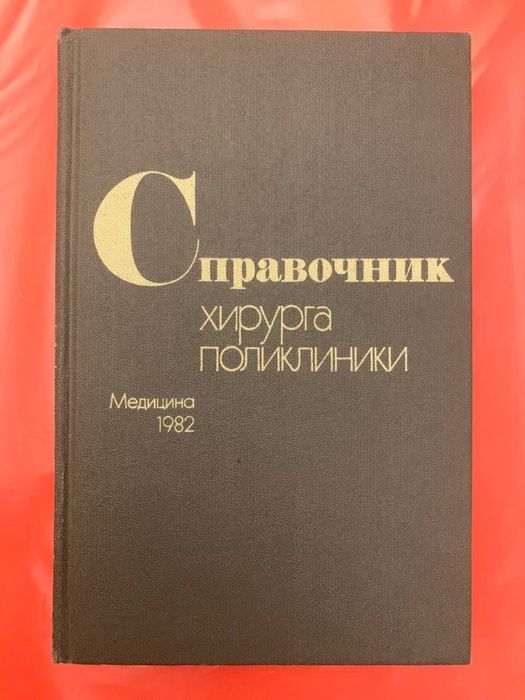 Справочник
хирурга
поликлиники
Медицина
1982